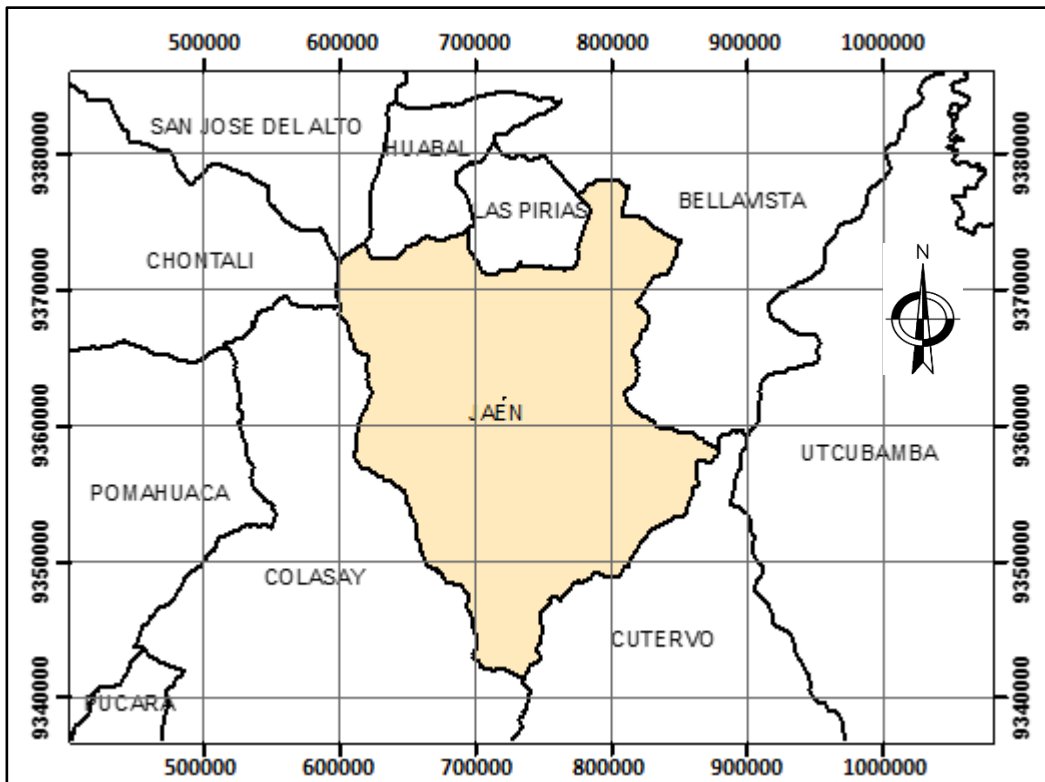 500000 600000 700000 800000 900000 1000000
SAN JOSE DEL ALTO
HUABAL
9380000 9380000
LAS PIRIAS
BELLAVISTA
CHONTALI
N
9370000 9370000
JAÉN
9360000 9360000
UTCUBAMBA
POMAHUACA
COLASAY
9350000 9350000
CUTERVO
PUCARA
9340000 9340000
500000 600000 700000 800000 900000 1000000